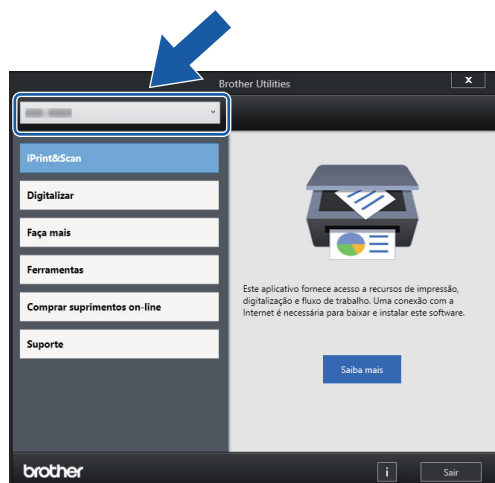 Brother Utilities
x
iPrint&Scan
Digitalizar
Faça mais
Ferramentas
Comprar suprimentos on-line
Suporte
Este aplicativo fornece acesso a recursos de impressão,
digitalização e fluxo de trabalho. Uma conexão com a
Internet é necessária para baixar e instalar este software.
Saiba mais
brother
i
Sair